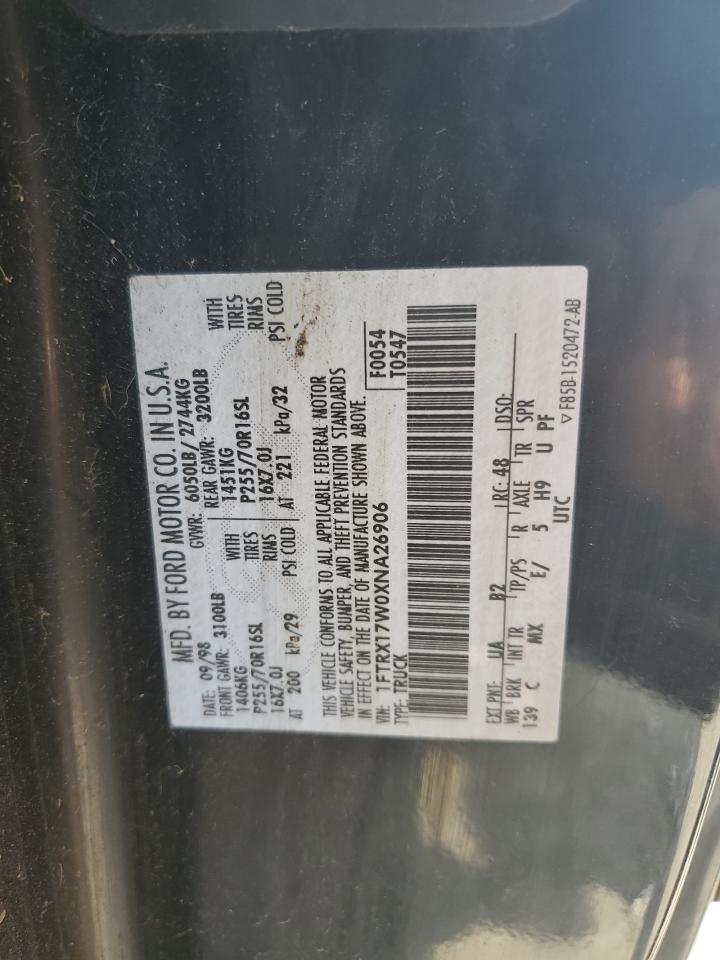 MFD. BY FORD MOTOR CO. IN U.S.A.
DATE: 09/98 GVWR: 6050LB/ 2744KG
FRONT GAWR: 3100LB REAR GAWR: 3200LB
1406KG WITH 1451KG WITH
P255/70R16SL TIRES P255/70R16SL TIRES
16X7.0J RIMS 16X7.0J RIMS
AT 200 kPa/29 PSI COLD AT 221 kPa/32 PSI COLD
THIS VEHICLE CONFORMS TO ALL APPLICABLE FEDERAL MOTOR
VEHICLE SAFETY, BUMPER, AND THEFT PREVENTION STANDARDS
IN EFFECT ON THE DATE OF MANUFACTURE SHOWN ABOVE.
VIN: 1FTRX17W0XNA26906 F0054
TYPE: TRUCK T0547
EXT PNT: UA B2 RC: 48 DSO:
WB BRK INT TR TP/PS R AXLE TR SPR
139 C MX E/ 5 H9 U PF
UTC ▽ F85B-1520472-AB